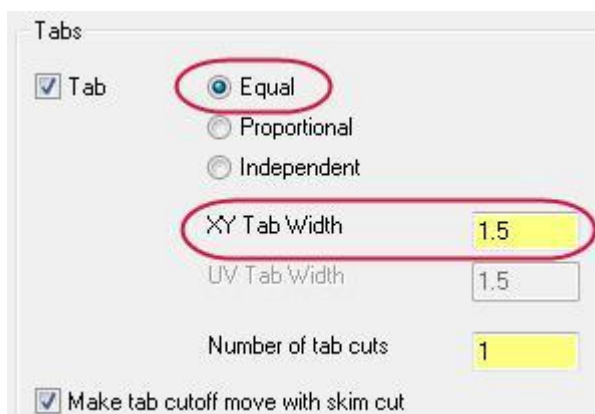 Tabs
Tab
Equal
Proportional
Independent
XY Tab Width 1.5
UV Tab Width 1.5
Number of tab cuts 1
Make tab cutoff move with skim cut